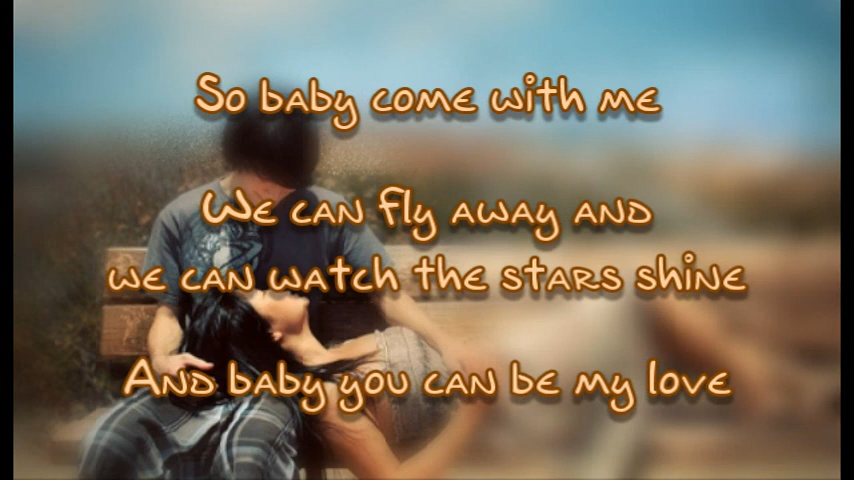 So baby come with me
We can fly away and
we can watch the stars shine
And baby you can be my love